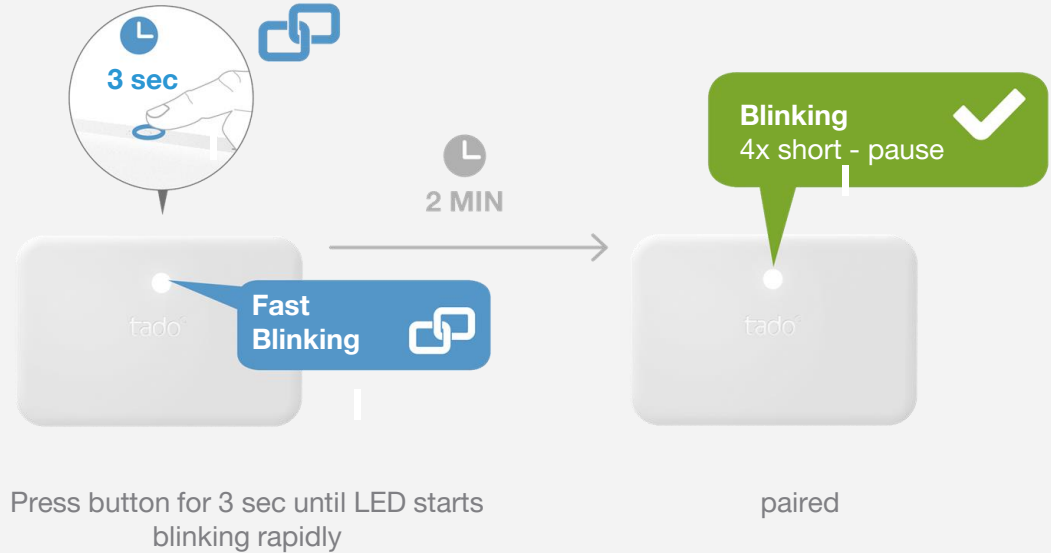 3 sec
2 MIN
Blinking
4x short - pause
tado°
Fast
Blinking
tado°
Press button for 3 sec until LED starts
blinking rapidly
paired